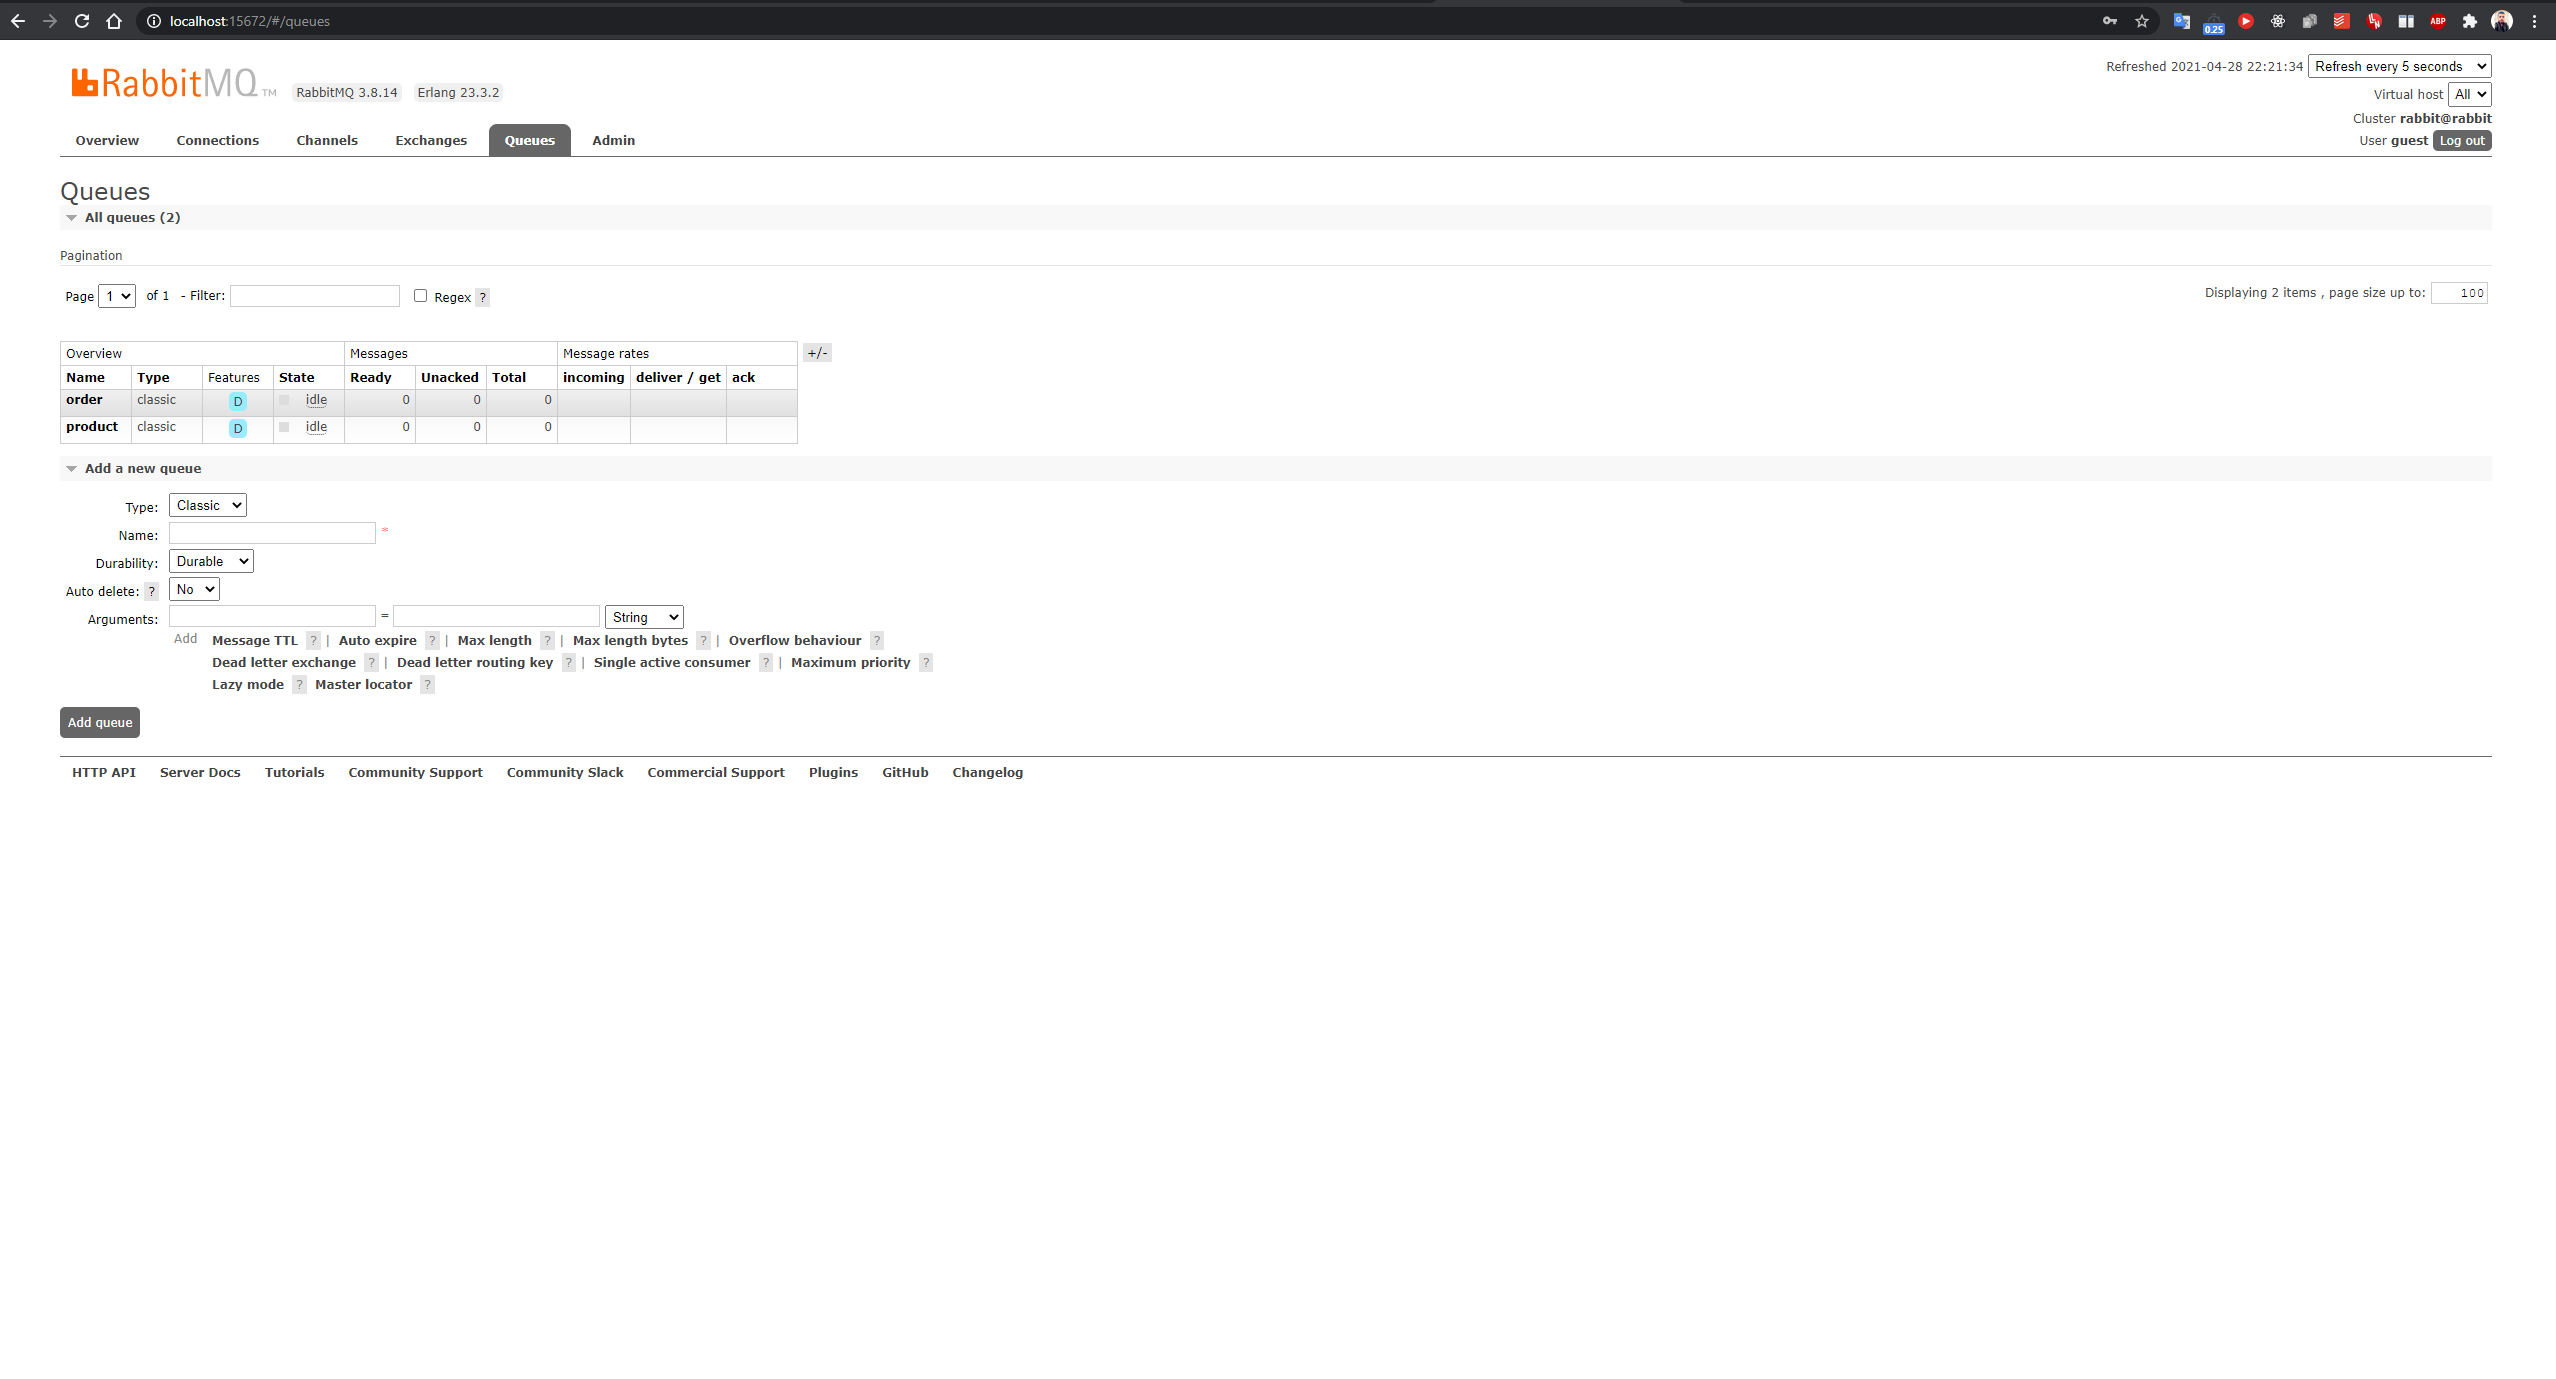 localhost:15672/#/queues
0.25
ABP
RabbitMQ TM RabbitMQ 3.8.14 Erlang 23.3.2
Refreshed 2021-04-28 22:21:34 Refresh every 5 seconds
Virtual host All
Cluster rabbit@rabbit
User guest Log out
Overview Connections Channels Exchanges Queues Admin
Queues
All queues (2)
Pagination
Page 1 of 1 - Filter: Regex ? Displaying 2 items , page size up to: 100
Overview Messages Message rates +/-
Name Type Features State Ready Unacked Total incoming deliver / get ack
order classic D idle 0 0 0
product classic D idle 0 0 0
Add a new queue
Type: Classic
Name: *
Durability: Durable
Auto delete: ? No
Arguments: = String
Add Message TTL ? | Auto expire ? | Max length ? | Max length bytes ? | Overflow behaviour ?
Dead letter exchange ? | Dead letter routing key ? | Single active consumer ? | Maximum priority ?
Lazy mode ? Master locator ?
Add queue
HTTP API Server Docs Tutorials Community Support Community Slack Commercial Support Plugins GitHub Changelog